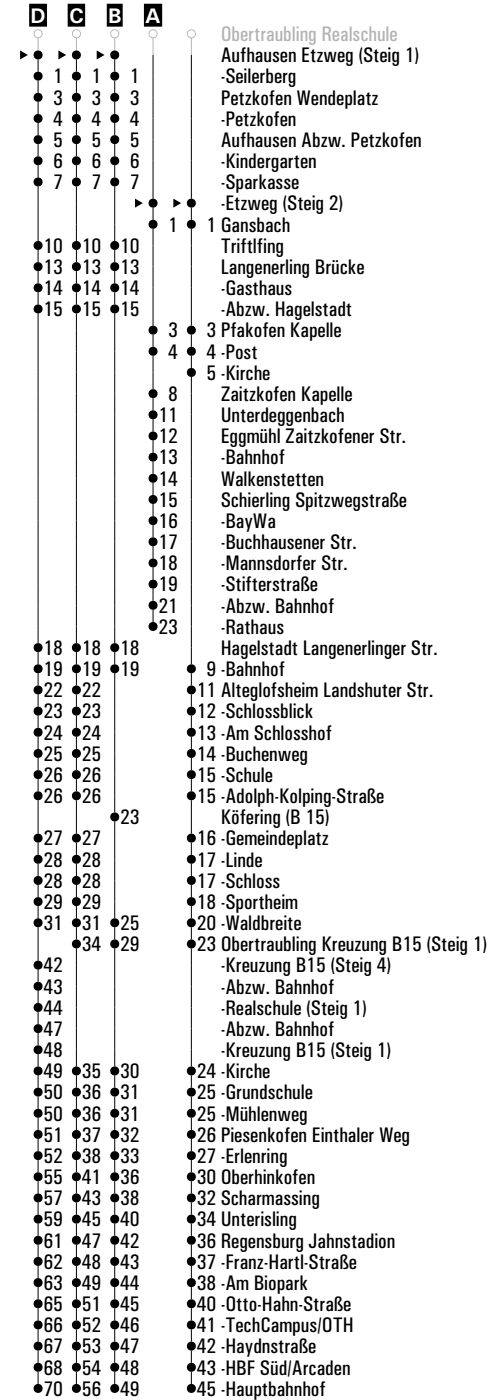 D C B A
Obertraubling Realschule
Aufhausen Etzweg (Steig 1)
1 1 1 -Seilerberg
3 3 3 Petzkofen Wendeplatz
4 4 4 -Petzkofen
5 5 5 Aufhausen Abzw. Petzkofen
6 6 6 -Kindergarten
7 7 7 -Sparkasse
-Etzweg (Steig 2)
1 1 Gansbach
10 10 10 Triftlfing
13 13 13 Langenerling Brücke
14 14 14 -Gasthaus
15 15 15 -Abzw. Hagelstadt
3 3 Pfakofen Kapelle
4 4 -Post
5 -Kirche
8 Zaitzkofen Kapelle
11 Unterdeggenbach
12 Eggmühl Zaitzkofener Str.
13 -Bahnhof
14 Walkenstetten
15 Schierling Spitzwegstraße
16 -BayWa
17 -Buchhausener Str.
18 -Mannsdorfer Str.
19 -Stifterstraße
21 -Abzw. Bahnhof
23 -Rathaus
18 18 18 Hagelstadt Langenerlinger Str.
19 19 19 9 -Bahnhof
22 22 11 Alteglofsheim Landshuter Str.
23 23 12 -Schlossblick
24 24 13 -Am Schlosshof
25 25 14 -Buchenweg
26 26 15 -Schule
26 26 15 -Adolph-Kolping-Straße
23 Köfering (B 15)
27 27 16 -Gemeindeplatz
28 28 17 -Linde
28 28 17 -Schloss
29 29 18 -Sportheim
31 31 25 20 -Waldbreite
34 29 23 Obertraubling Kreuzung B15 (Steig 1)
42 -Kreuzung B15 (Steig 4)
43 -Abzw. Bahnhof
44 -Realschule (Steig 1)
47 -Abzw. Bahnhof
48 -Kreuzung B15 (Steig 1)
49 35 30 24 -Kirche
50 36 31 25 -Grundschule
50 36 31 25 -Mühlenweg
51 37 32 26 Piesenkofen Einthaler Weg
52 38 33 27 -Erlenring
55 41 36 30 Oberhinkofen
57 43 38 32 Scharmassing
59 45 40 34 Unterisling
61 47 42 36 Regensburg Jahnstadion
62 48 43 37 -Franz-Hartl-Straße
63 49 44 38 -Am Biopark
65 51 45 40 -Otto-Hahn-Straße
66 52 46 41 -TechCampus/OTH
67 53 47 42 -Haydnstraße
68 54 48 43 -HBF Süd/Arcaden
70 56 49 45 -Hauptbahnhof